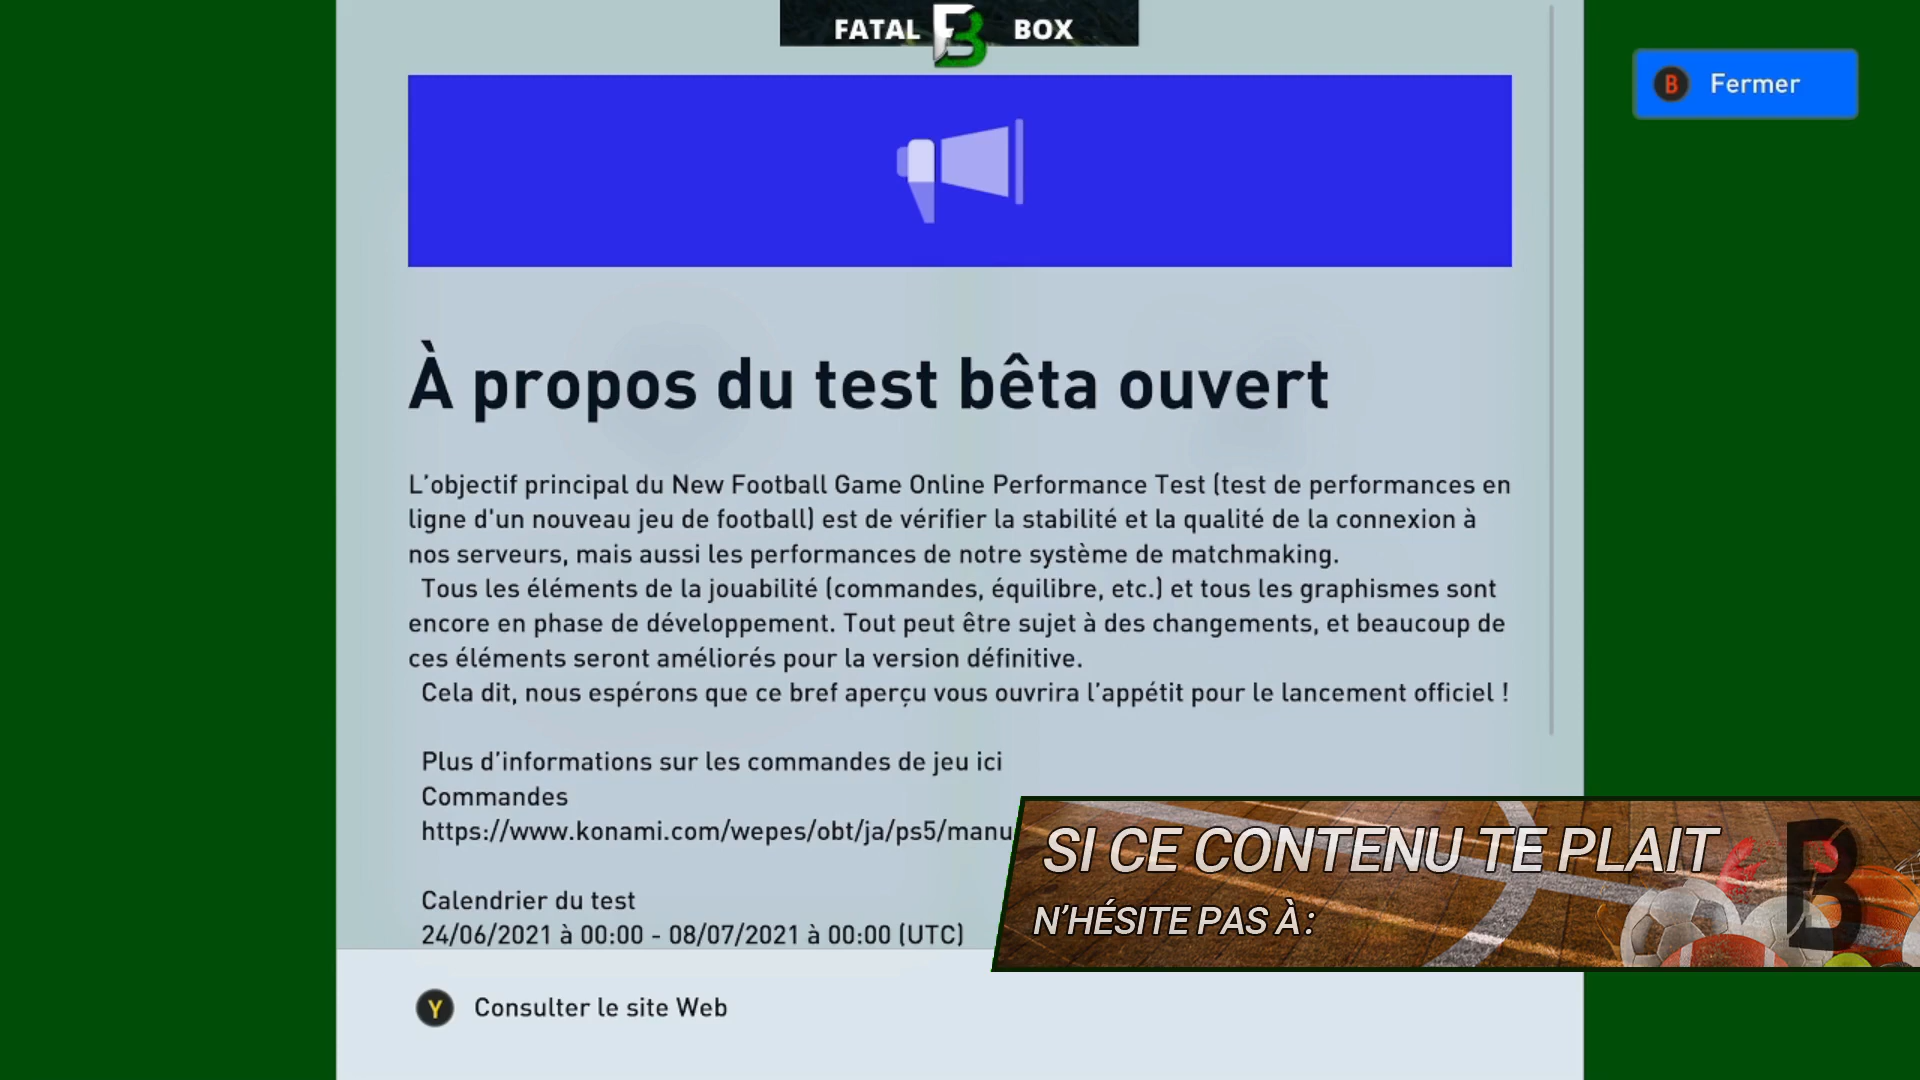 FATAL B BOX
B Fermer
À propos du test bêta ouvert
L'objectif principal du New Football Game Online Performance Test (test de performances en
ligne d'un nouveau jeu de football) est de vérifier la stabilité et la qualité de la connexion à
nos serveurs, mais aussi les performances de notre système de matchmaking.
Tous les éléments de la jouabilité (commandes, équilibre, etc.) et tous les graphismes sont
encore en phase de développement. Tout peut être sujet à des changements, et beaucoup de
ces éléments seront améliorés pour la version définitive.
Cela dit, nous espérons que ce bref aperçu vous ouvrira l'appétit pour le lancement officiel !
Plus d'informations sur les commandes de jeu ici
Commandes
https://www.konami.com/wepes/obt/ja/ps5/manu
SI CE CONTENU TE PLAIT
N'HÉSITE PAS À :
Calendrier du test
24/06/2021 à 00:00 - 08/07/2021 à 00:00 (UTC)
Y Consulter le site Web